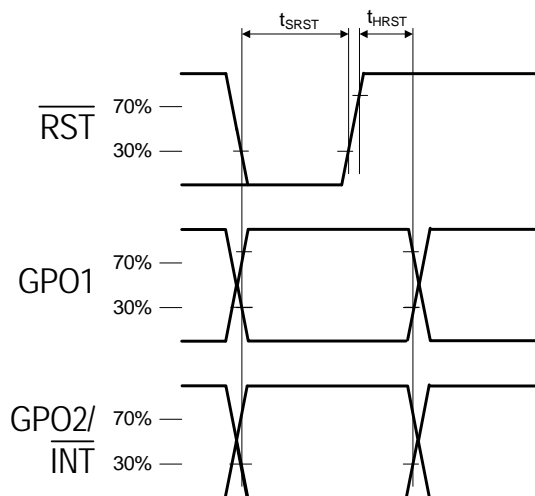 tSRST
tHRST
RST
70%
30%
GPO1
70%
30%
GPO2/
INT
70%
30%